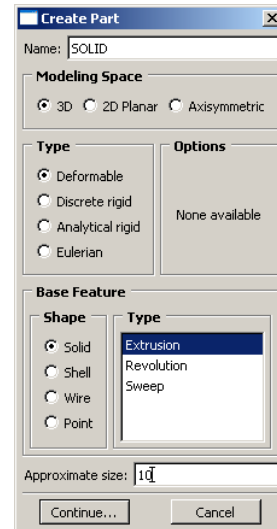 Create Part
Name: SOLID
Modeling Space
3D 2D Planar Axisymmetric
Type
Deformable
Discrete rigid
Analytical rigid
Eulerian
Options
None available
Base Feature
Shape
Solid
Shell
Wire
Point
Type
Extrusion
Revolution
Sweep
Approximate size: 10
Continue... Cancel